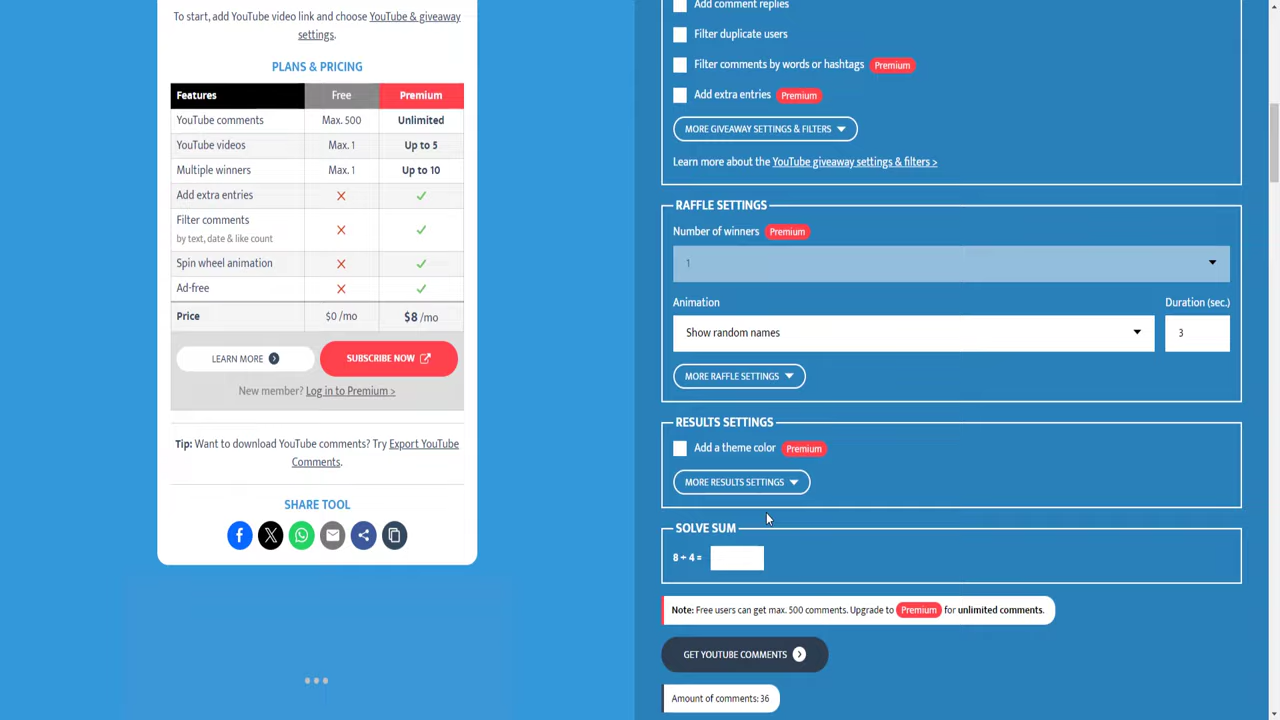 To start, add YouTube video link and choose YouTube & giveaway
settings.
PLANS & PRICING
Features Free Premium
YouTube comments Max. 500 Unlimited
YouTube videos Max. 1 Up to 5
Multiple winners Max. 1 Up to 10
Add extra entries
Filter comments
by text, date & like count
Spin wheel animation
Ad-free
Price $0 /mo $8 /mo
LEARN MORE SUBSCRIBE NOW
New member? Log in to Premium >
Tip: Want to download YouTube comments? Try Export YouTube
Comments.
SHARE TOOL
Add comment replies
Filter duplicate users
Filter comments by words or hashtags Premium
Add extra entries Premium
MORE GIVEAWAY SETTINGS & FILTERS
Learn more about the YouTube giveaway settings & filters >
RAFFLE SETTINGS
Number of winners Premium
1
Animation Duration (sec.)
Show random names 3
MORE RAFFLE SETTINGS
RESULTS SETTINGS
Add a theme color Premium
MORE RESULTS SETTINGS
SOLVE SUM
8 + 4 =
Note: Free users can get max. 500 comments. Upgrade to Premium for unlimited comments.
GET YOUTUBE COMMENTS
Amount of comments: 36